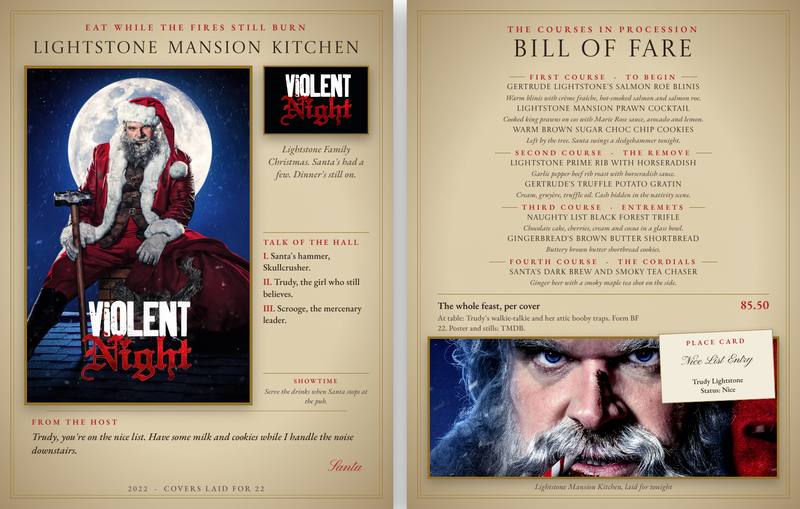 EAT WHILE THE FIRES STILL BURN
LIGHTSTONE MANSION KITCHEN
VIOLENT
Night
VIOLENT
Night
Lightstone Family
Christmas. Santa's had a
few. Dinner's still on.
TALK OF THE HALL
I. Santa's hammer,
Skullcrusher.
II. Trudy, the girl who still
believes.
III. Scrooge, the mercenary
leader.
SHOWTIME
Serve the drinks when Santa stops at
the pub.
FROM THE HOST
Trudy, you're on the nice list. Have some milk and cookies while I handle the noise
downstairs.
Santa
2022 - COVERS LAID FOR 22
THE COURSES IN PROCESSION
BILL OF FARE
FIRST COURSE - TO BEGIN
GERTRUDE LIGHTSTONE'S SALMON ROE BLINIS
Warm blinis with crème fraîche, hot-smoked salmon and salmon roe.
LIGHTSTONE MANSION PRAWN COCKTAIL
Cooked king prawns on cos with Marie Rose sauce, avocado and lemon.
WARM BROWN SUGAR CHOC CHIP COOKIES
Left by the tree. Santa swings a sledgehammer tonight.
SECOND COURSE - THE REMOVE
LIGHTSTONE PRIME RIB WITH HORSERADISH
Garlic pepper beef rib roast with horseradish sauce.
GERTRUDE'S TRUFFLE POTATO GRATIN
Cream, gruyère, truffle oil. Cash hidden in the nativity scene.
THIRD COURSE - ENTREMETS
NAUGHTY LIST BLACK FOREST TRIFLE
Chocolate cake, cherries, cream and cocoa in a glass bowl.
GINGERBREAD'S BROWN BUTTER SHORTBREAD
Buttery brown butter shortbread cookies.
FOURTH COURSE - THE CORDIALS
SANTA'S DARK BREW AND SMOKY TEA CHASER
Ginger beer with a smoky maple tea shot on the side.
The whole feast, per cover 85.50
At table: Trudy's walkie-talkie and her attic booby traps. Form BF
22. Poster and stills: TMDB.
PLACE CARD
Nice List Entry
Trudy Lightstone
Status: Nice
Lightstone Mansion Kitchen, laid for tonight